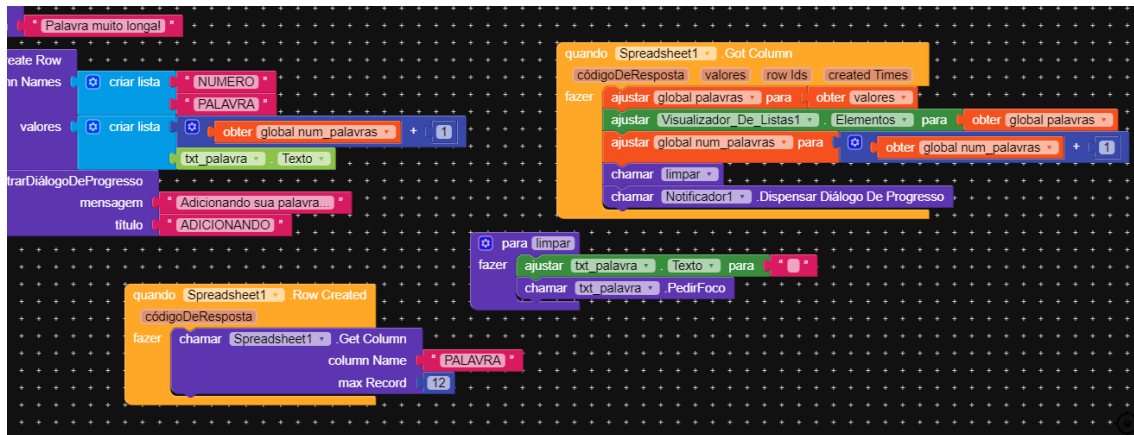 " Palavra muito longa! "
eate Row
n Names criar lista " NUMERO "
" PALAVRA "
valores criar lista obter global num_palavras + 1
txt_palavra . Texto
trarDiálogoDeProgresso
mensagem " Adicionando sua palavra... "
título " ADICIONANDO "
quando Spreadsheet1 .Row Created
códigoDeResposta
fazer chamar Spreadsheet1 .Get Column
column Name " PALAVRA "
max Record 12
quando Spreadsheet1 .Got Column
códigoDeResposta valores row Ids created Times
fazer ajustar global palavras para obter valores
ajustar Visualizador_De_Listas1 . Elementos para obter global palavras
ajustar global num_palavras para obter global num_palavras + 1
chamar limpar
chamar Notificador1 .Dispensar Diálogo De Progresso
para limpar
fazer ajustar txt_palavra . Texto para " "
chamar txt_palavra .PedirFoco